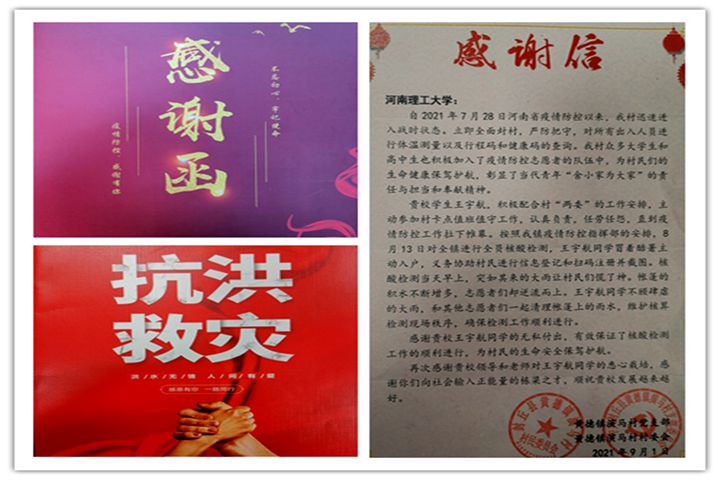 感谢函
不忘初心，牢记使命
疫情防控，感谢有你
抗洪
救灾
洪水无情 人间有爱
感恩有你 一路同行
感谢信
河南理工大学：
自2021年7月28日河南省疫情防控以来，我村迅速进
入战时状态。立即全面封村，严防把守，对所有出入人员进
行体温测量以及行程码和健康码的查询。我村众多大学生和
高中生也积极加入了疫情防控志愿者的队伍中，为村民们的
生命健康保驾护航，彰显了当代青年“舍小家为大家”的责
任与担当和奉献精神。
贵校学生王宇航，积极配合村“两委”的工作安排，主
动参加村卡点值班值守工作，认真负责，任劳任怨，直到疫
情防控工作拉下帷幕。按照我镇疫情防控指挥部的安排，8
月13日对全镇进行全员核酸检测，王宇航同学冒着酷暑主
动入户，义务协助村民进行信息登记和扫码注册并截图。核
酸检测当天早上，突如其来的大雨让村民们慌了神。帐篷的
积水不断增多，志愿者们却逆流而上。王宇航同学不顾肆虐
的大雨，和其他志愿者们一起清理帐篷上的雨水，维护核算
检测现场秩序，确保检测工作顺利进行。
感谢贵校王宇航同学的无私付出，有效保证了核酸检测
工作的顺利进行，为村民的生命安全保驾护航。
再次感谢贵校领导和老师对王宇航同学的悉心栽培，感
谢你们向社会输入正能量的栋梁之才，顺祝贵校发展越来越
好。
黄德镇演马村党支部
黄德镇演马村村委会
2021年9月1日